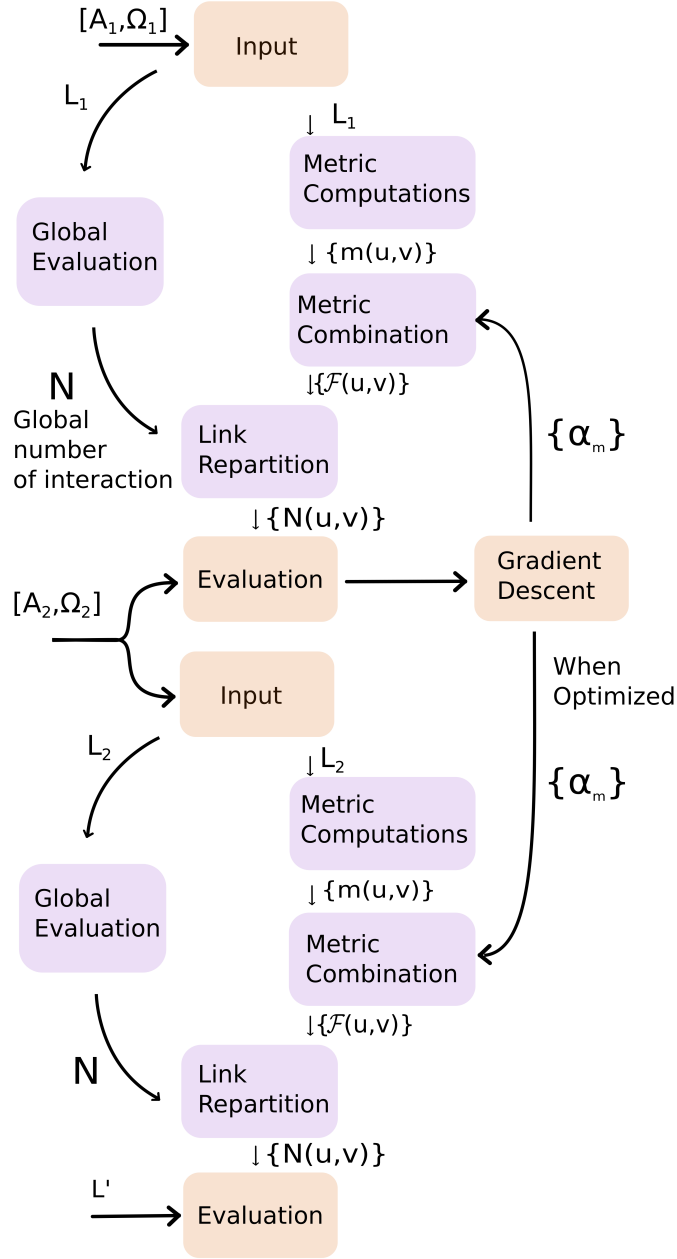 [A₁,Ω₁]
Input
L₁
L₁
Metric
Computations
Global
Evaluation
{m(u,v)}
Metric
Combination
{ℱ(u,v)}
N
Global
number
of interaction
Link
Repartition
{αₘ}
{N(u,v)}
Evaluation
Gradient
Descent
[A₂,Ω₂]
Input
When
Optimized
L₂
L₂
{αₘ}
Metric
Computations
Global
Evaluation
{m(u,v)}
Metric
Combination
{ℱ(u,v)}
N
Link
Repartition
{N(u,v)}
L'
Evaluation